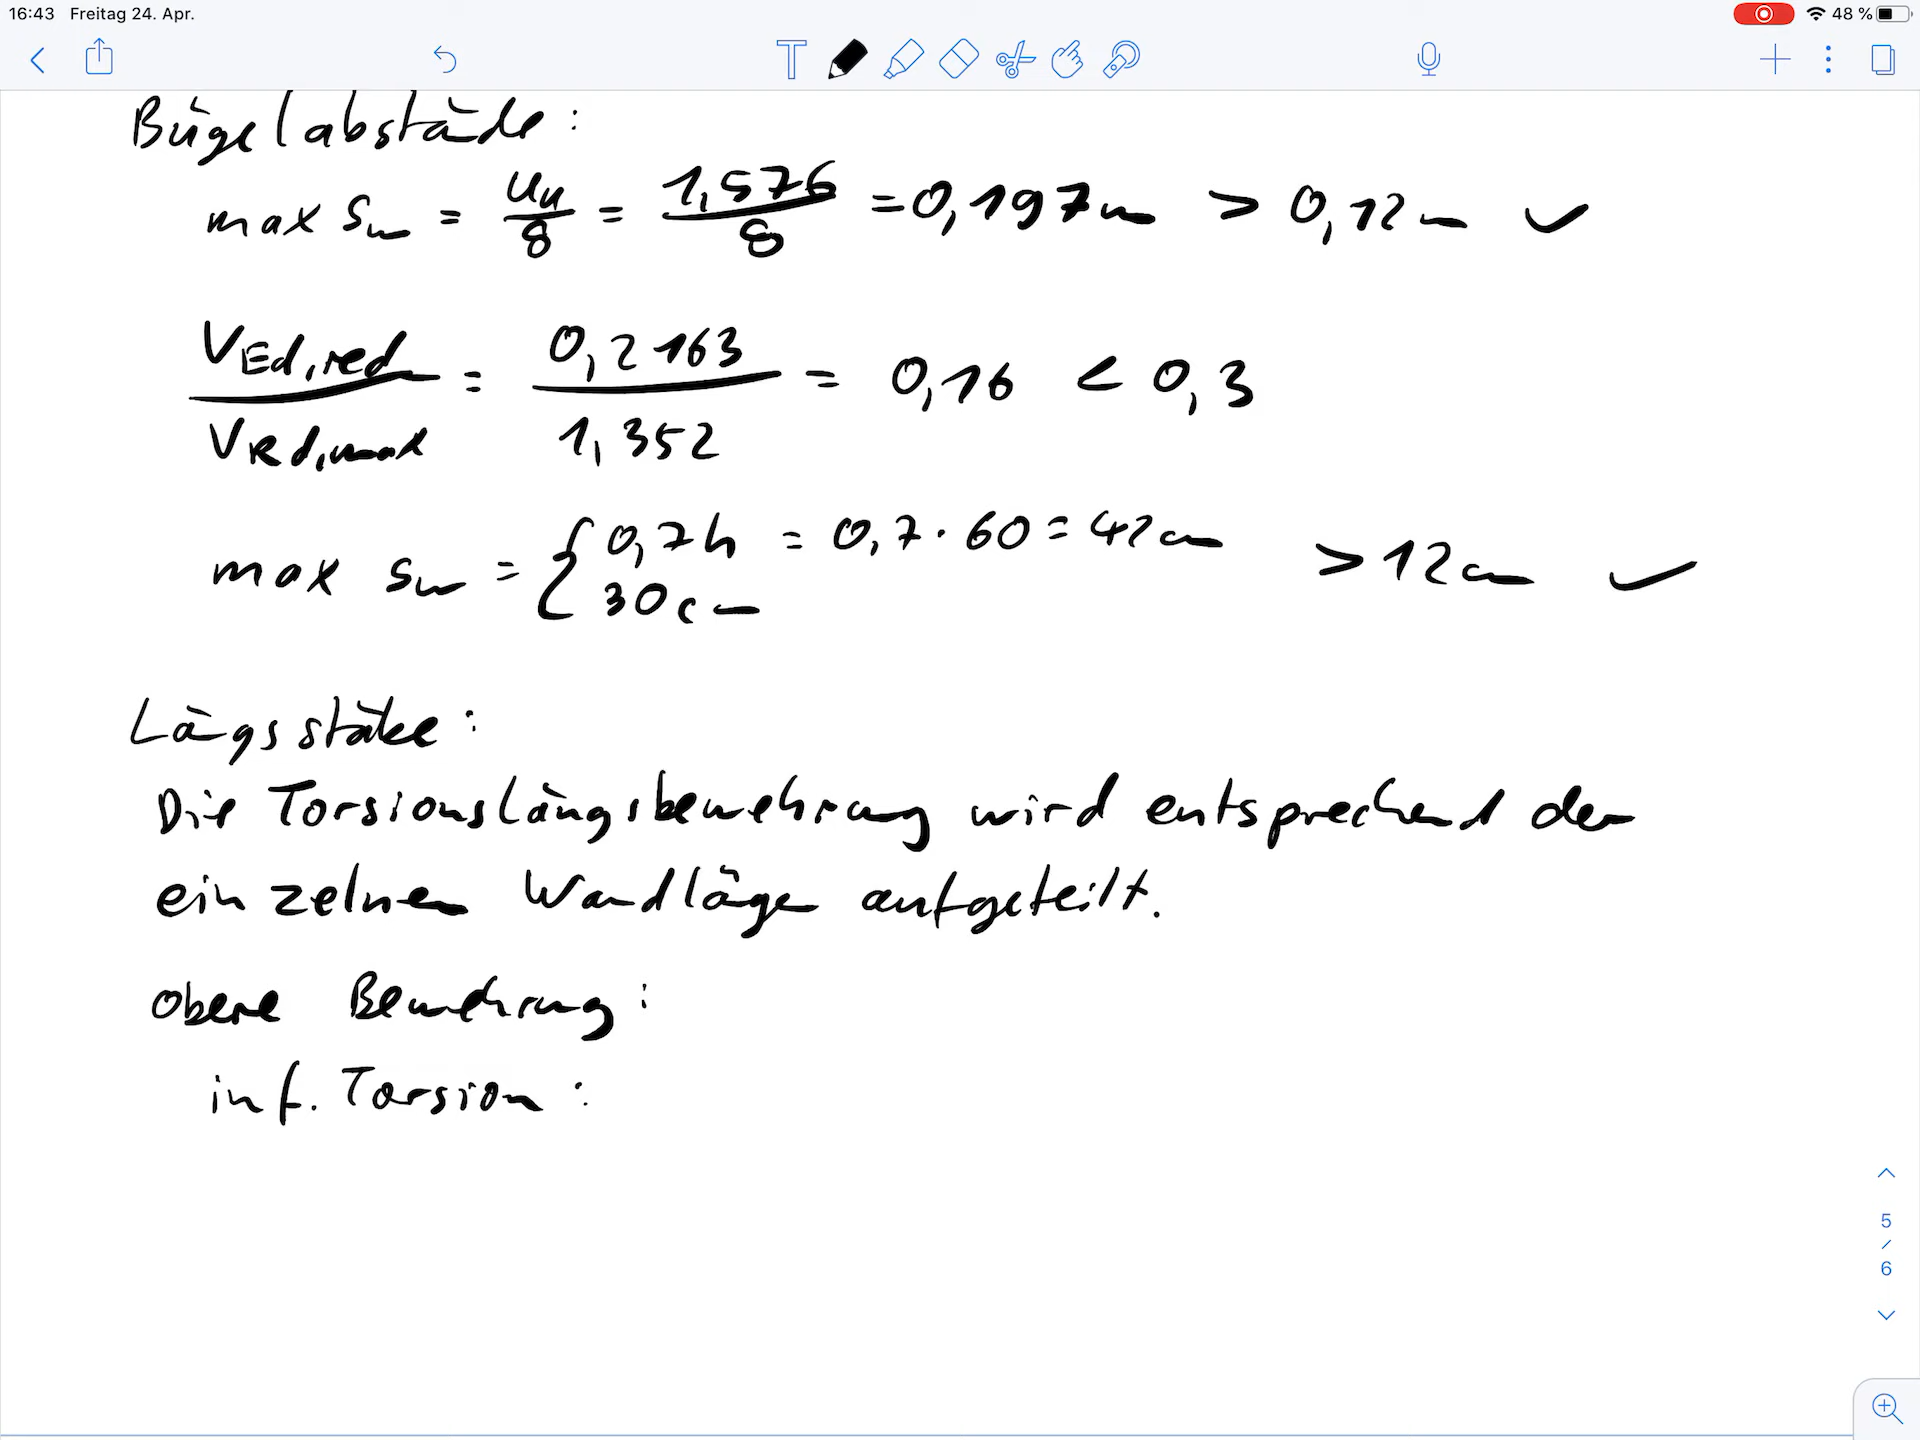 16:43 Freitag 24. Apr. 48 %
T
Bügelabstände:
max sw = uk/8 = 1,576/8 = 0,197m > 0,12m ✓
VEd,red/VRd,max = 0,2163/1,352 = 0,16 < 0,3
max sw = { 0,7h = 0,7 · 60 = 42cm > 12cm ✓
30cm
Längsstäbe:
Die Torsionslängsbewehrung wird entsprechend den
einzelnen Wandlängen aufgeteilt.
obere Bewehrung:
inf. Torsion:
5
/
6